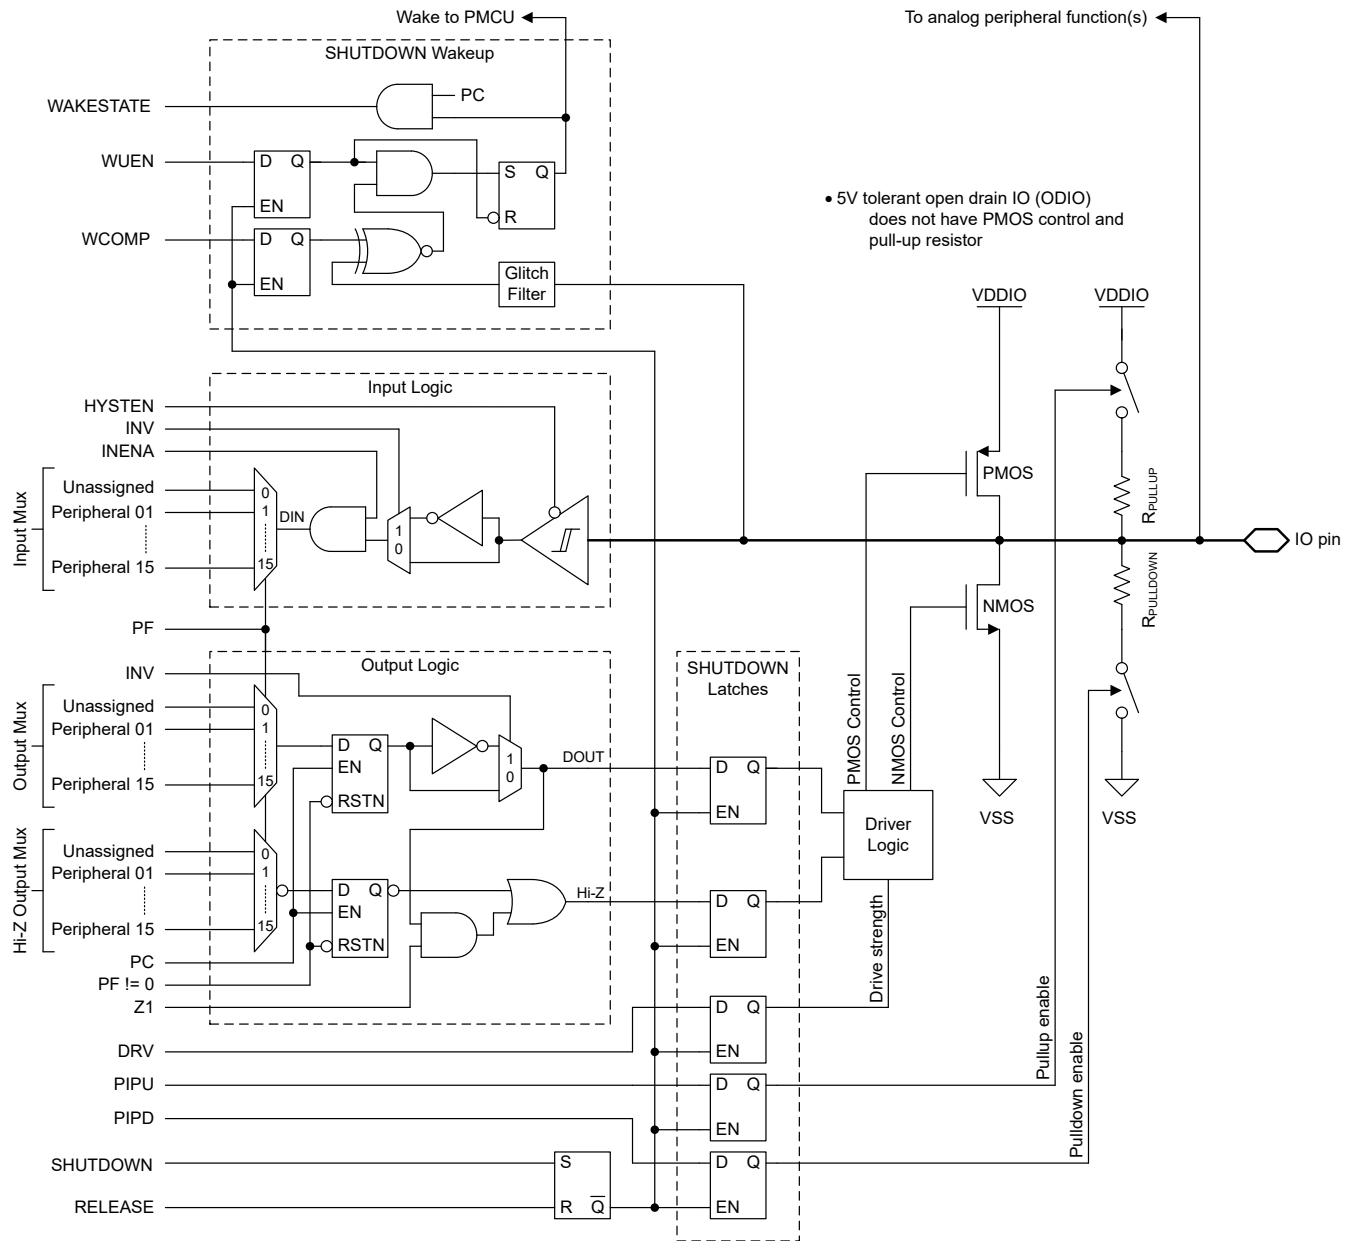 Wake to PMCU
To analog peripheral function(s)
SHUTDOWN Wakeup
WAKESTATE
PC
WUEN
D Q
EN
S Q
R
WCOMP
D Q
EN
Glitch
Filter
• 5V tolerant open drain IO (ODIO)
does not have PMOS control and
pull-up resistor
VDDIO
VDDIO
Input Logic
HYSTEN
INV
INENA
Input Mux
Unassigned
Peripheral 01
Peripheral 15
0
1
15
DIN
1
0
PMOS
RPULLUP
IO pin
RPULLDOWN
NMOS
PF
Output Logic
INV
Output Mux
Unassigned
Peripheral 01
Peripheral 15
0
1
15
D Q
EN
RSTN
1
0
DOUT
SHUTDOWN
Latches
D Q
EN
PMOS Control
NMOS Control
Driver
Logic
VSS
VSS
Hi-Z Output Mux
Unassigned
Peripheral 01
Peripheral 15
0
1
15
D Q
EN
RSTN
Hi-Z
D Q
EN
Drive strength
PC
PF != 0
Z1
DRV
D Q
EN
PIPU
D Q
EN
Pullup enable
PIPD
D Q
EN
Pulldown enable
SHUTDOWN
RELEASE
S
R Q̅